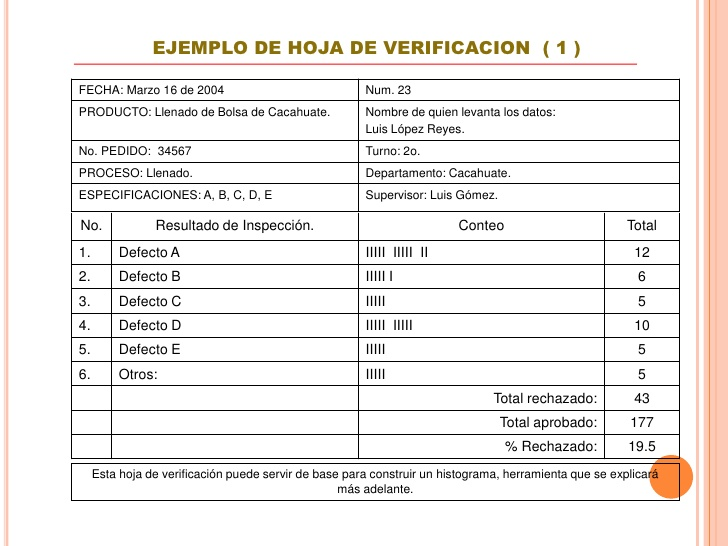 EJEMPLO DE HOJA DE VERIFICACION ( 1 )
FECHA: Marzo 16 de 2004 Num. 23
PRODUCTO: Llenado de Bolsa de Cacahuate. Nombre de quien levanta los datos:
Luis López Reyes.
No. PEDIDO: 34567 Turno: 2o.
PROCESO: Llenado. Departamento: Cacahuate.
ESPECIFICACIONES: A, B, C, D, E Supervisor: Luis Gómez.
No. Resultado de Inspección. Conteo Total
1. Defecto A IIIII IIIII II 12
2. Defecto B IIIII I 6
3. Defecto C IIIII 5
4. Defecto D IIIII IIIII 10
5. Defecto E IIIII 5
6. Otros: IIIII 5
Total rechazado: 43
Total aprobado: 177
% Rechazado: 19.5
Esta hoja de verificación puede servir de base para construir un histograma, herramienta que se explicará
más adelante.